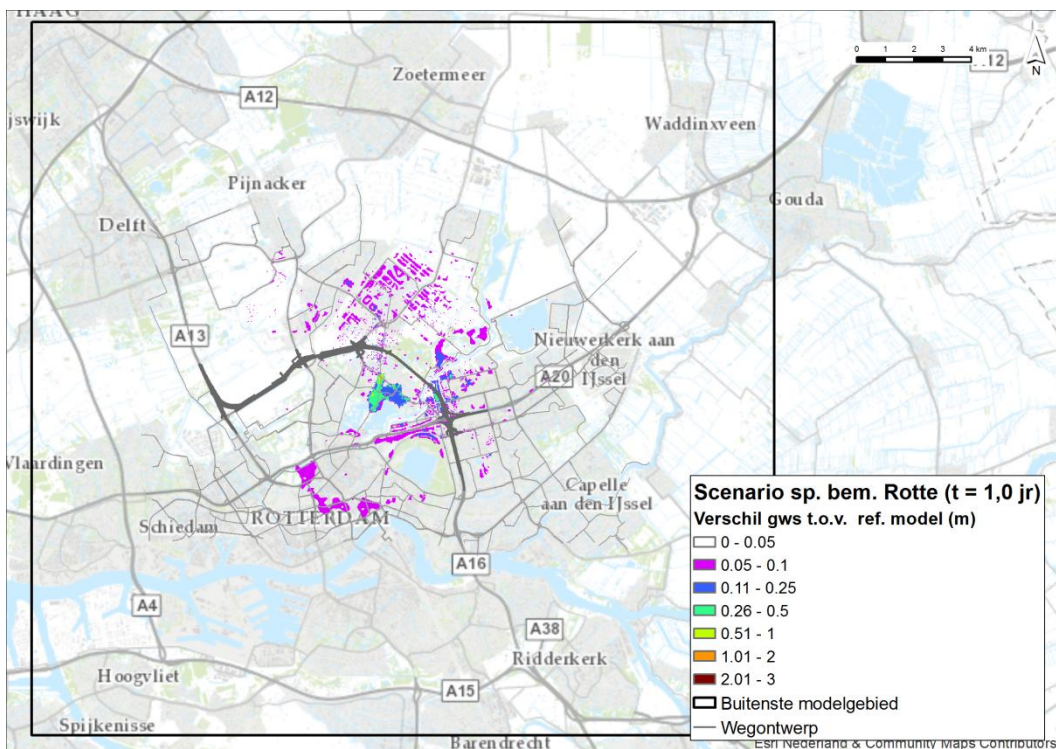 HAAG
Zoetermeer
0 1 2 3 4 km
A12
N
A12
ijswijk
Waddinxveen
Pijnacker
Gouda
Delft
A13
Nieuwerkerk aan
den
IJssel
A20
Vlaardingen
Capelle
aan den IJssel
Schiedam
ROTTERDAM
A16
A4
A38
Ridderkerk
Hoogvliet
A15
Spijkenisse
Barendrecht
Scenario sp. bem. Rotte (t = 1,0 jr)
Verschil gws t.o.v. ref. model (m)
0 - 0.05
0.05 - 0.1
0.11 - 0.25
0.26 - 0.5
0.51 - 1
1.01 - 2
2.01 - 3
Buitenste modelgebied
Wegontwerp
Esri Nederland & Community Maps Contributors